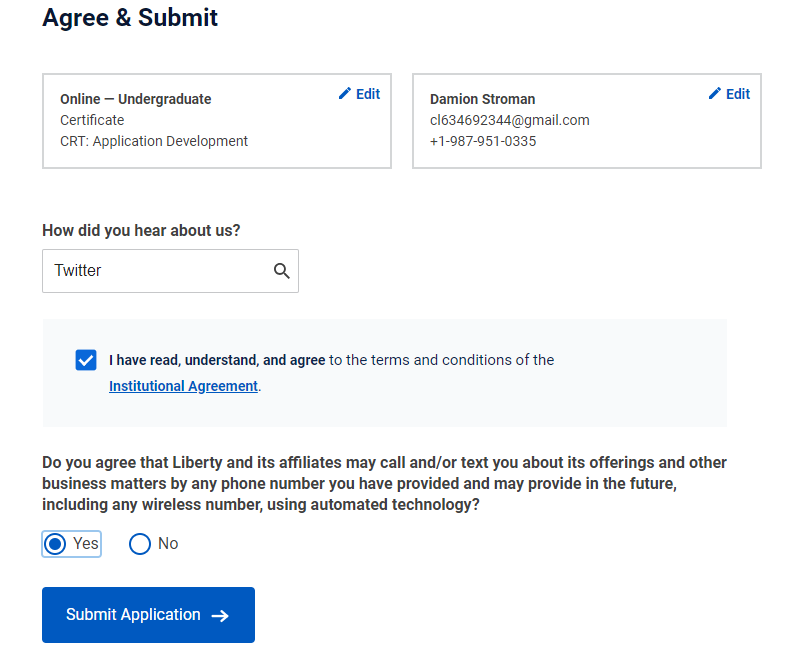 Agree & Submit
Online — Undergraduate
Edit
Certificate
CRT: Application Development
Damion Stroman
Edit
cl634692344@gmail.com
+1-987-951-0335
How did you hear about us?
Twitter
I have read, understand, and agree to the terms and conditions of the
Institutional Agreement.
Do you agree that Liberty and its affiliates may call and/or text you about its offerings and other
business matters by any phone number you have provided and may provide in the future,
including any wireless number, using automated technology?
Yes No
Submit Application